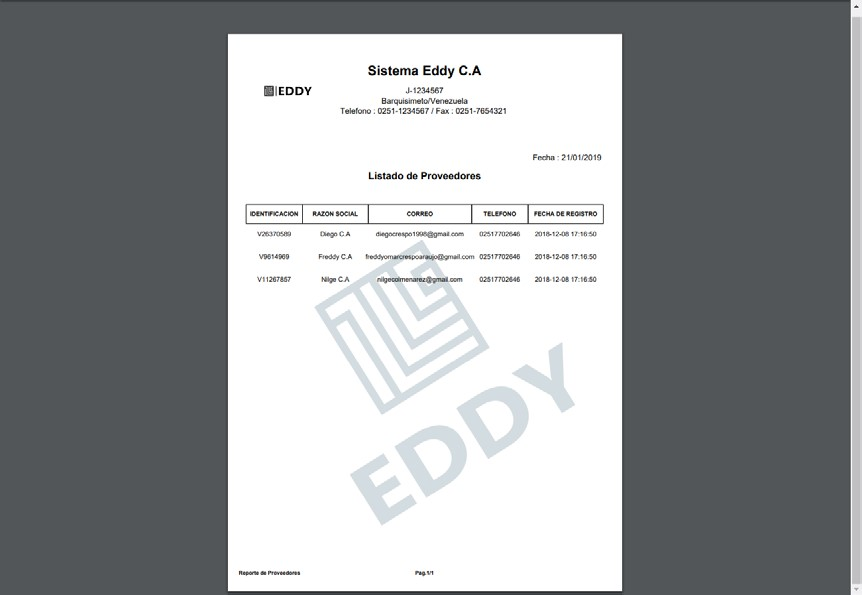 Sistema Eddy C.A
EDDY
J-1234567
Barquisimeto/Venezuela
Telefono : 0251-1234567 / Fax : 0251-7654321
Fecha : 21/01/2019
Listado de Proveedores
IDENTIFICACION RAZON SOCIAL CORREO TELEFONO FECHA DE REGISTRO
V26370589 Diego C.A diegocrespo1998@gmail.com 02517702646 2018-12-08 17:16:50
V9614969 Freddy C.A freddyomarcrespoaraujo@gmail.com 02517702646 2018-12-08 17:16:50
V11267857 Nilge C.A nilgecolmenarez@gmail.com 02517702646 2018-12-08 17:16:50
EDDY
Reporte de Proveedores Pág.1/1